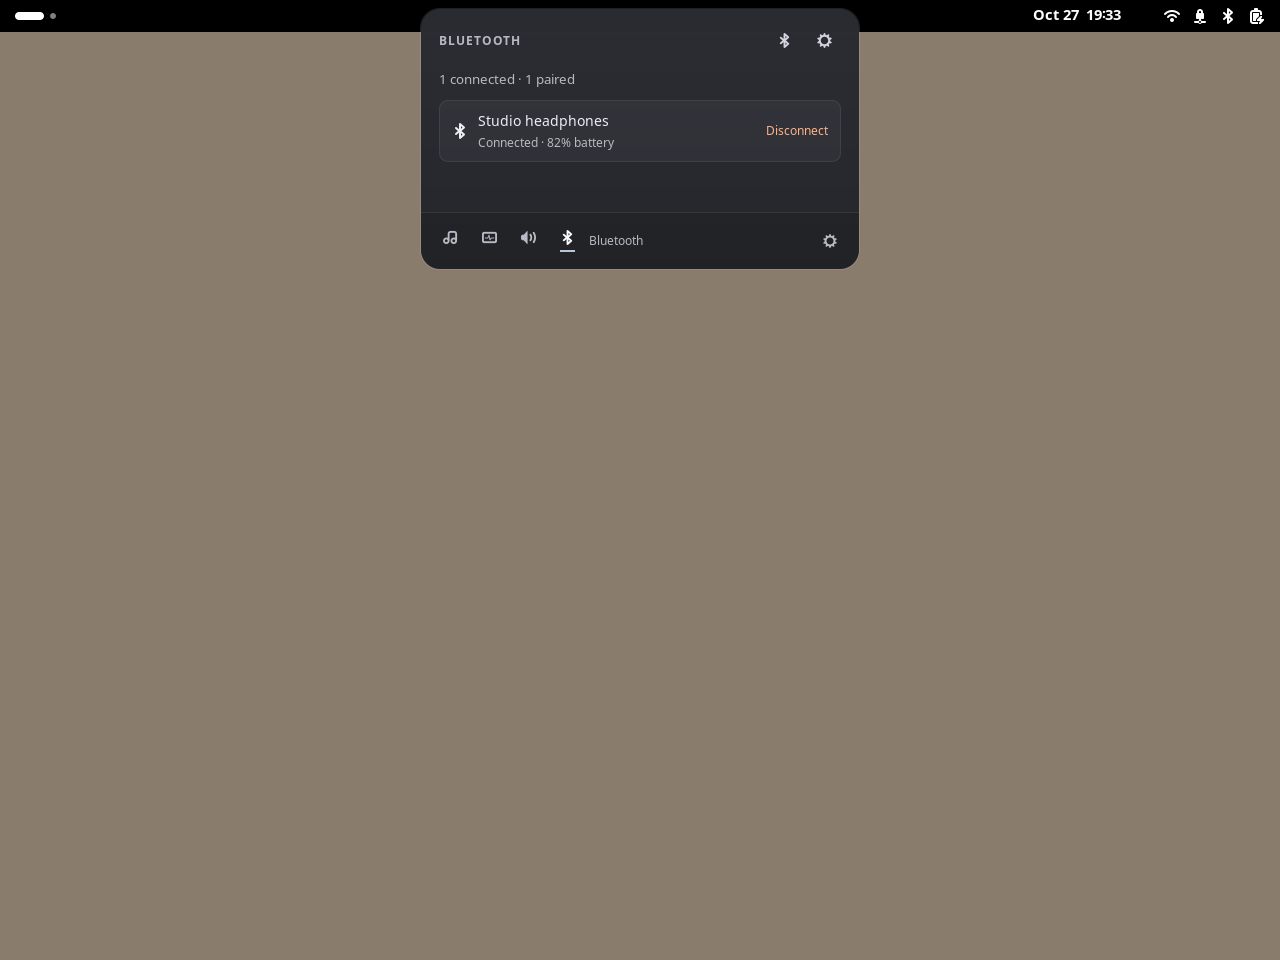 Oct 27 19:33
BLUETOOTH
1 connected · 1 paired
Studio headphones
Connected · 82% battery
Disconnect
Bluetooth